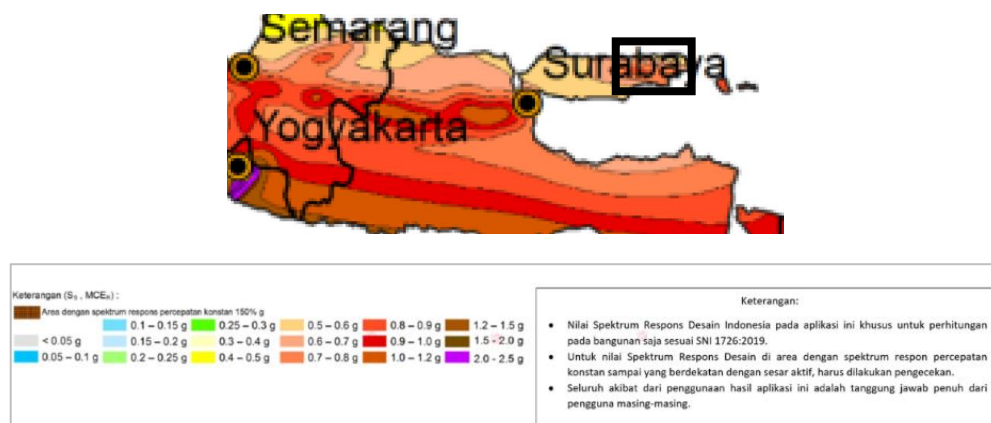 Semarang
Surabaya
Yogyakarta
Keterangan (Ss , MCER) :
Area dengan spektrum respons percepatan konstan 150% g
0.1 – 0.15 g 0.25 – 0.3 g 0.5 – 0.6 g 0.8 – 0.9 g 1.2 – 1.5 g
< 0.05 g 0.15 – 0.2 g 0.3 – 0.4 g 0.6 – 0.7 g 0.9 – 1.0 g 1.5 – 2.0 g
0.05 – 0.1 g 0.2 – 0.25 g 0.4 – 0.5 g 0.7 – 0.8 g 1.0 – 1.2 g 2.0 - 2.5 g
Keterangan:
• Nilai Spektrum Respons Desain Indonesia pada aplikasi ini khusus untuk perhitungan
pada bangunan saja sesuai SNI 1726:2019.
• Untuk nilai Spektrum Respons Desain di area dengan spektrum respon percepatan
konstan sampai yang berdekatan dengan sesar aktif, harus dilakukan pengecekan.
• Seluruh akibat dari penggunaan hasil aplikasi ini adalah tanggung jawab penuh dari
pengguna masing-masing.